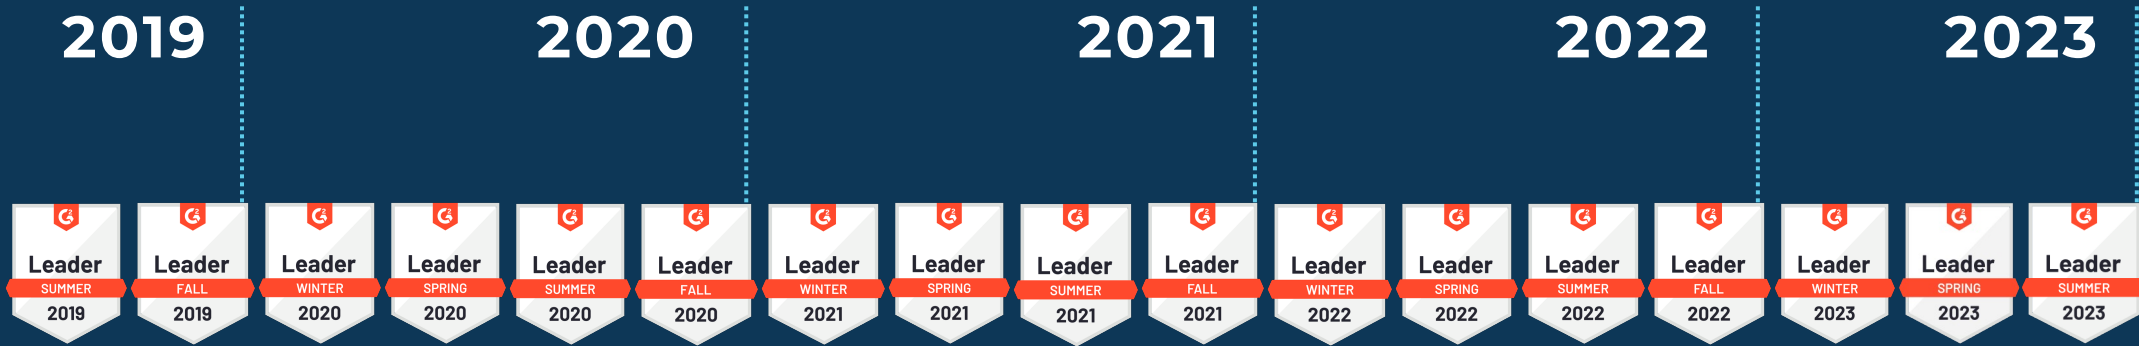 2019 2020 2021 2022 2023
Leader Leader Leader Leader Leader Leader Leader Leader Leader Leader Leader Leader Leader Leader Leader Leader Leader
SUMMER FALL WINTER SPRING SUMMER FALL WINTER SPRING SUMMER FALL WINTER SPRING SUMMER FALL WINTER SPRING SUMMER
2019 2019 2020 2020 2020 2020 2021 2021 2021 2021 2022 2022 2022 2022 2023 2023 2023